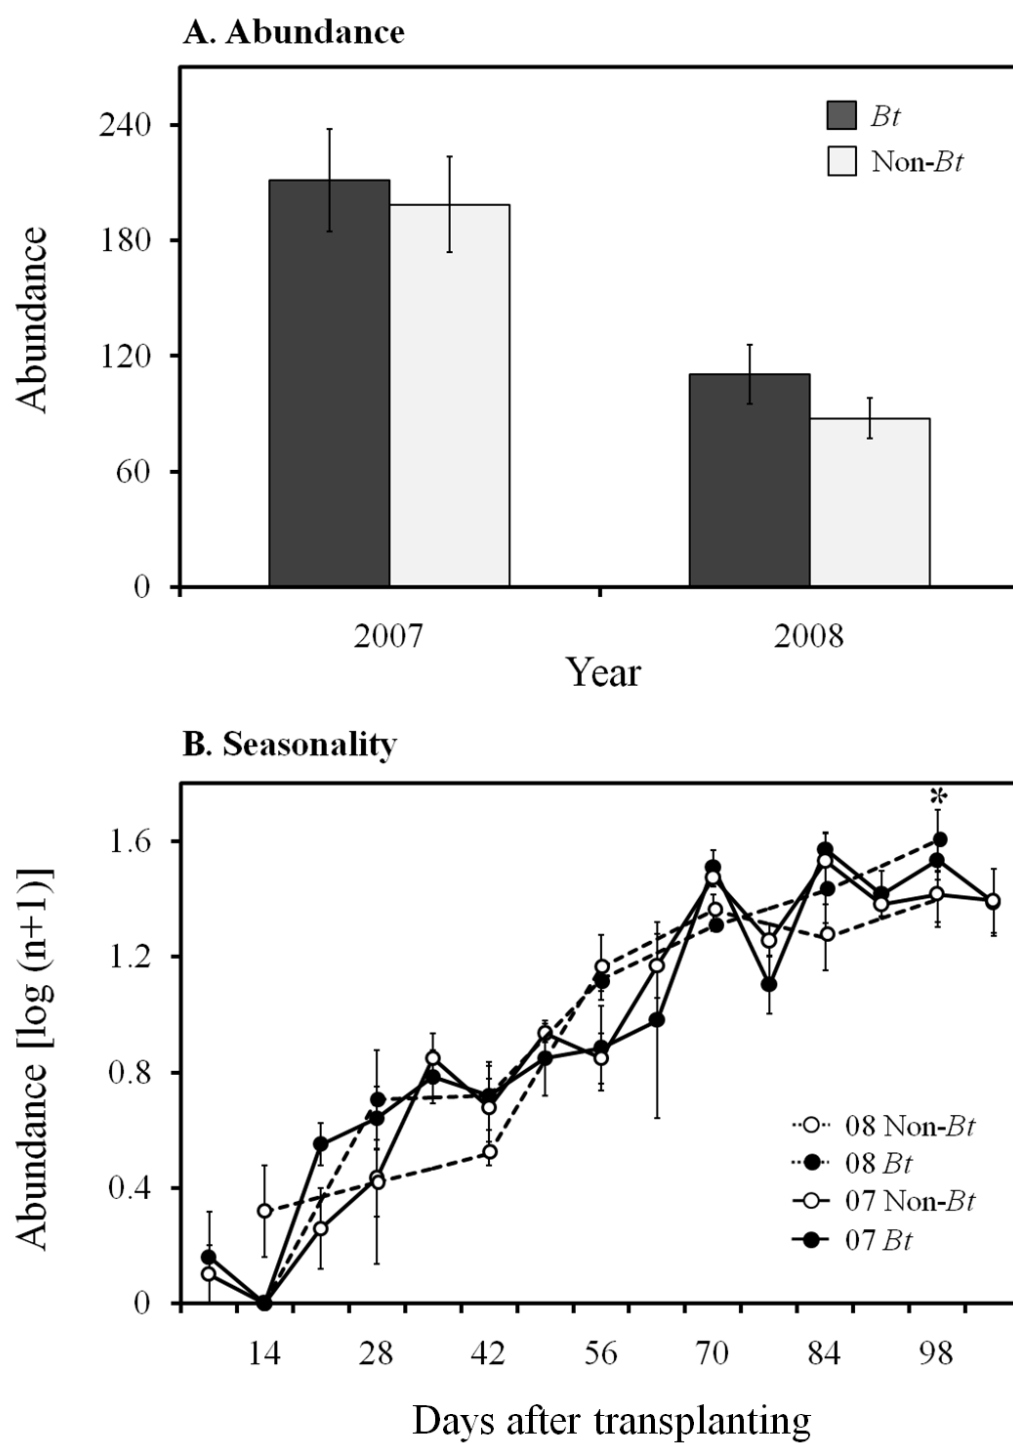 A. Abundance
240
180
120
60
0
Abundance
Bt
Non-Bt
2007
2008
Year
B. Seasonality
*
1.6
1.2
0.8
0.4
0
Abundance [log (n+1)]
08 Non-Bt
08 Bt
07 Non-Bt
07 Bt
14 28 42 56 70 84 98
Days after transplanting